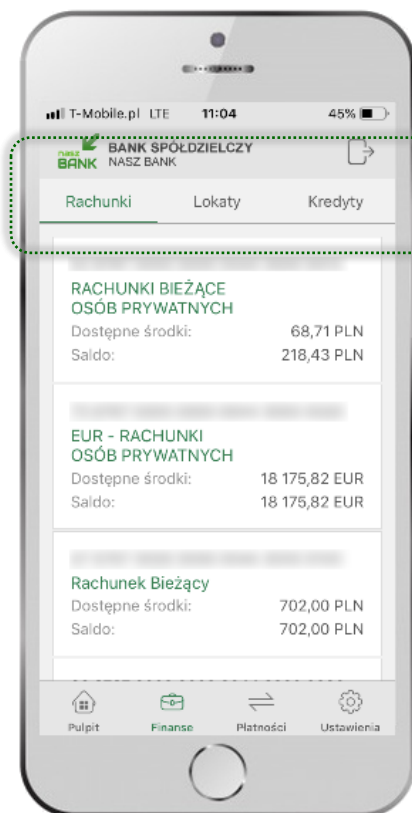 T-Mobile.pl LTE 11:04 45%
nasz BANK BANK SPÓŁDZIELCZY
NASZ BANK
Rachunki Lokaty Kredyty
RACHUNKI BIEŻĄCE
OSÓB PRYWATNYCH
Dostępne środki: 68,71 PLN
Saldo: 218,43 PLN
EUR - RACHUNKI
OSÓB PRYWATNYCH
Dostępne środki: 18 175,82 EUR
Saldo: 18 175,82 EUR
Rachunek Bieżący
Dostępne środki: 702,00 PLN
Saldo: 702,00 PLN
Pulpit Finanse Płatności Ustawienia